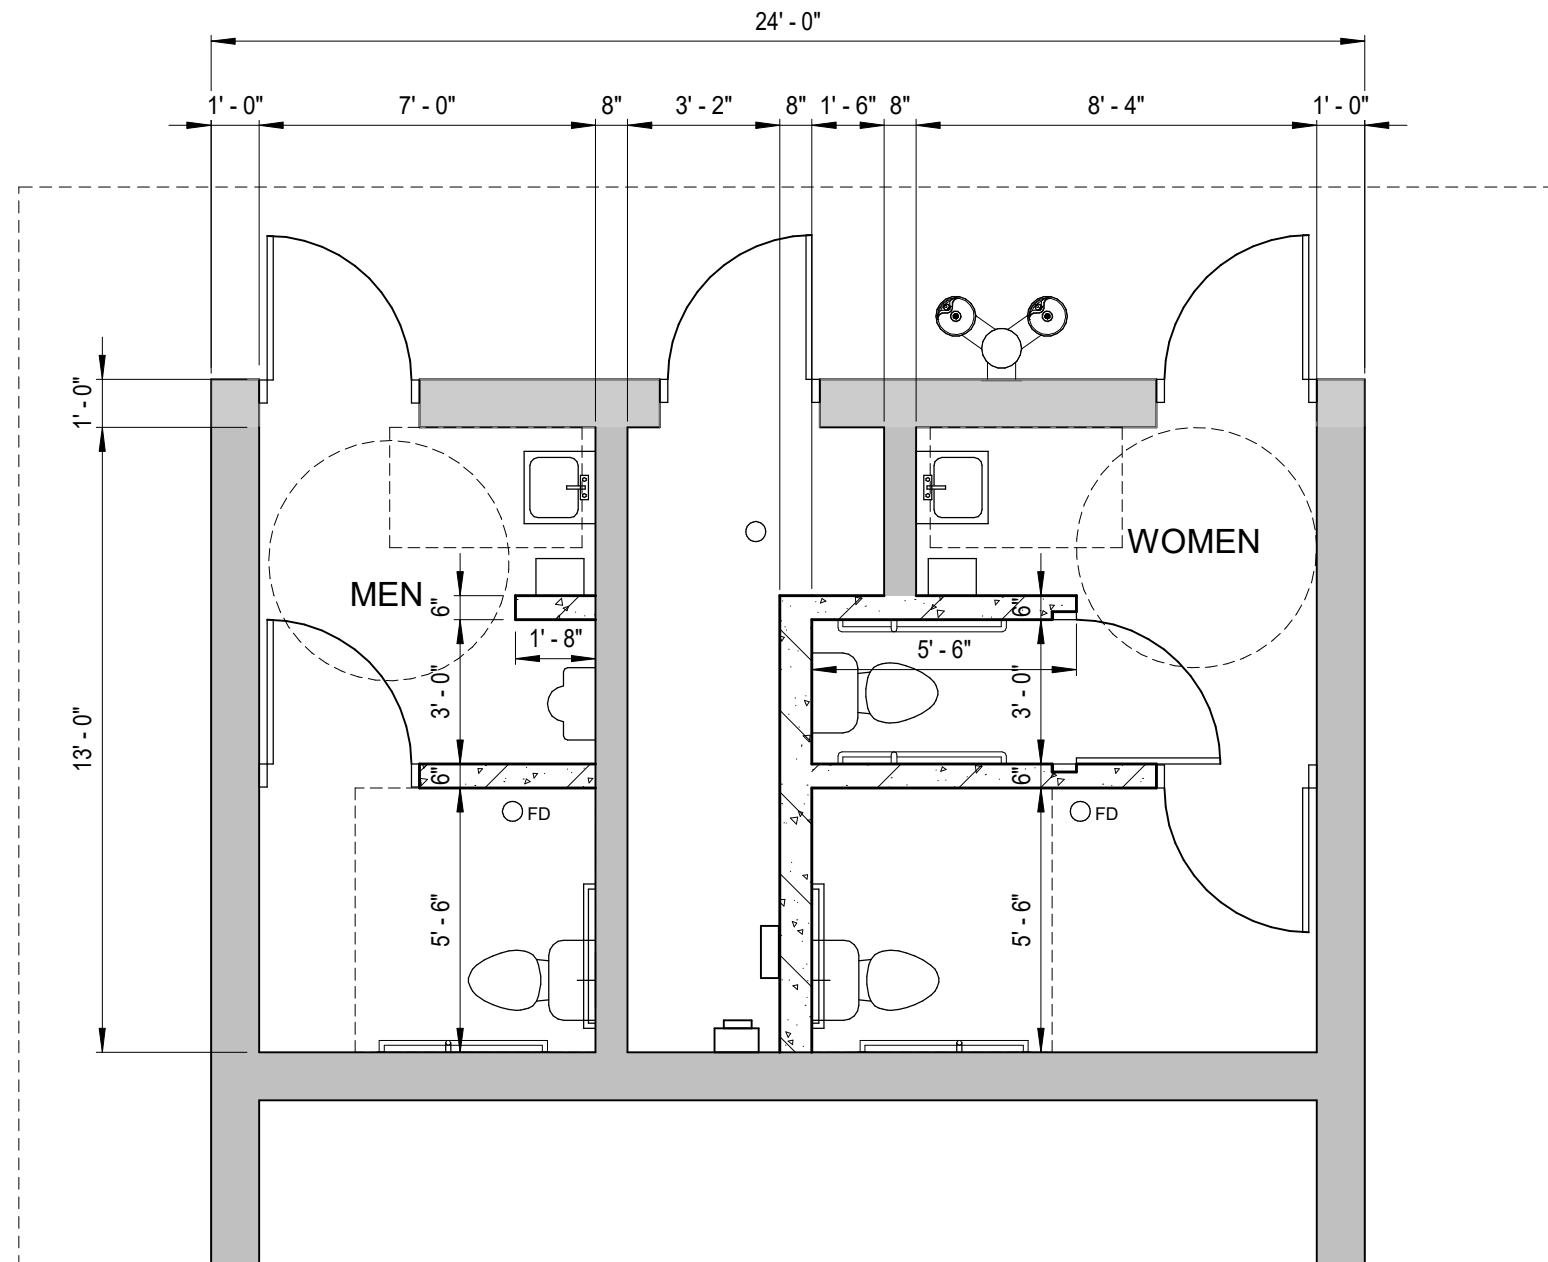 24' - 0"
1' - 0"
7' - 0"
8"
3' - 2"
8"
1' - 6"
8"
8' - 4"
1' - 0"
1' - 0"
13' - 0"
WOMEN
MEN
6"
6"
1' - 8"
5' - 6"
3' - 0"
3' - 0"
6"
6"
FD
FD
5' - 6"
5' - 6"